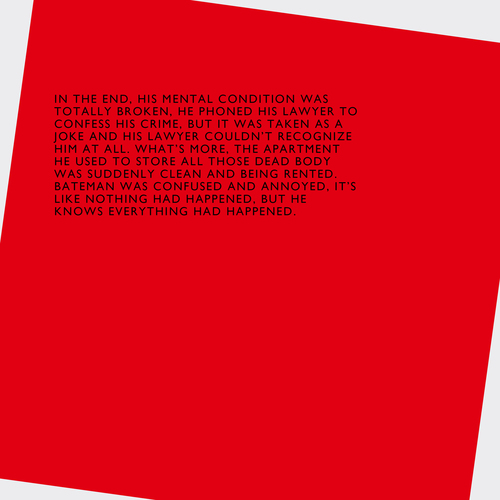 IN THE END, HIS MENTAL CONDITION WAS
TOTALLY BROKEN, HE PHONED HIS LAWYER TO
CONFESS HIS CRIME, BUT IT WAS TAKEN AS A
JOKE AND HIS LAWYER COULDN'T RECOGNIZE
HIM AT ALL. WHAT'S MORE, THE APARTMENT
HE USED TO STORE ALL THOSE DEAD BODY
WAS SUDDENLY CLEAN AND BEING RENTED.
BATEMAN WAS CONFUSED AND ANNOYED, IT'S
LIKE NOTHING HAD HAPPENED, BUT HE
KNOWS EVERYTHING HAD HAPPENED.